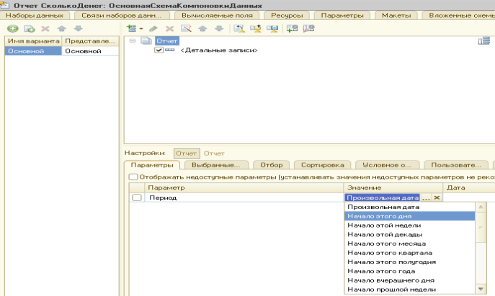 Отчет СколькоДенег: ОсновнаяСхемаКомпоновкиДанных
Наборы данных Связи наборов данн... Вычисляемые поля Ресурсы Параметры Макеты Вложенные схемы
Имя варианта Представле...
Основной Основной
Отчет
<Детальные записи>
Настройки: Отчет Отчет
Параметры Выбранные... Отбор Сортировка Условное о... Пользовате...
Отображать недоступные параметры (устанавливать значения недоступных параметров не реко
Параметр Значение Дата
Период Произвольная дата ...
Произвольная дата
Начало этого дня
Начало этой недели
Начало этой декады
Начало этого месяца
Начало этого квартала
Начало этого полугодия
Начало этого года
Начало вчерашнего дня
Начало прошлой недели